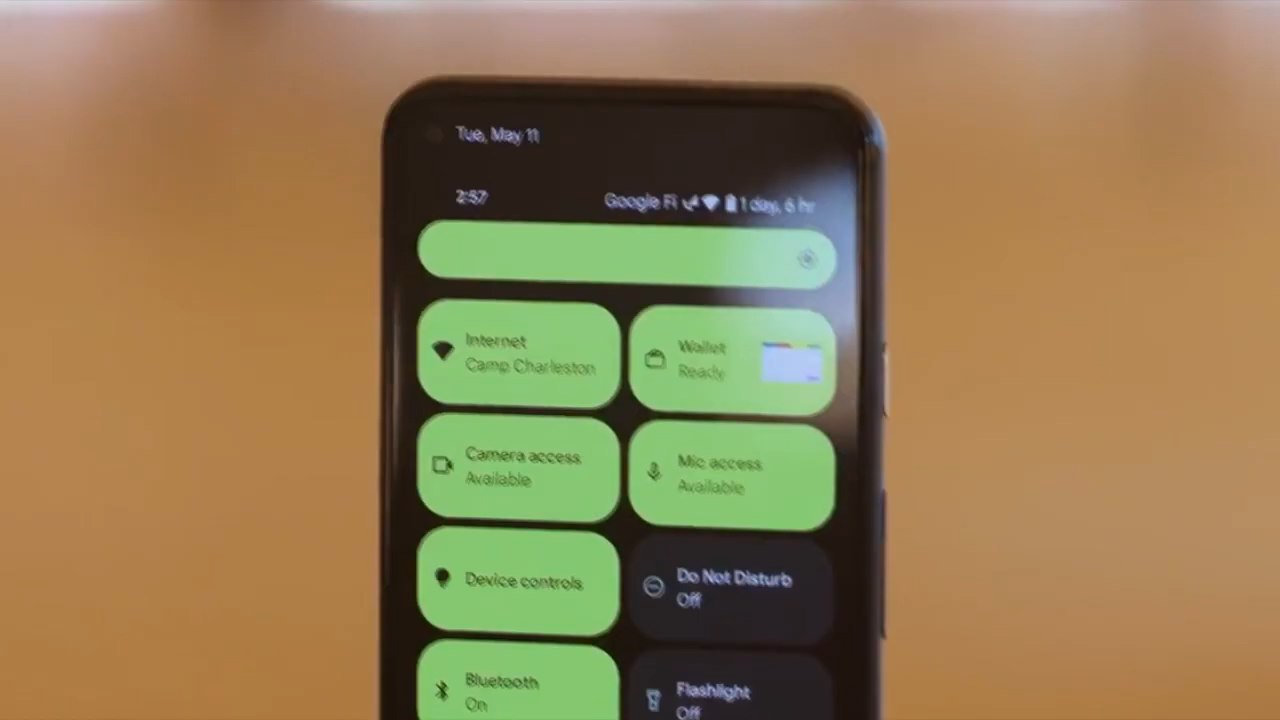 Tue, May 11
2:57
Google Fi 1 day, 6 hr
Internet
Camp Charleston
Wallet
Ready
Camera access
Available
Mic access
Available
Device controls
Do Not Disturb
Off
Bluetooth
On
Flashlight
Off